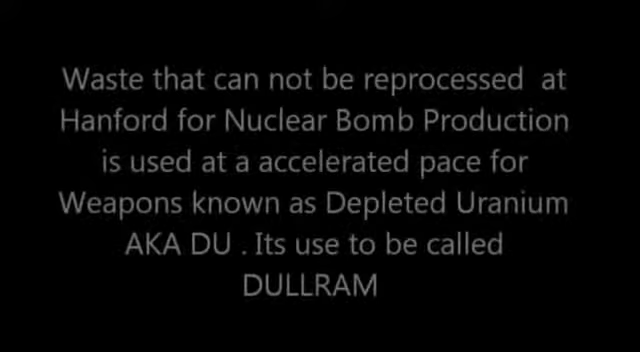 Waste that can not be reprocessed at
Hanford for Nuclear Bomb Production
is used at a accelerated pace for
Weapons known as Depleted Uranium
AKA DU . Its use to be called
DULLRAM